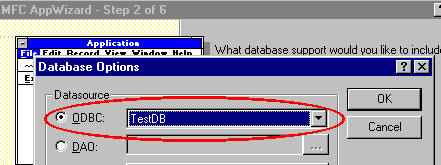 MFC AppWizard - Step 2 of 6
Application
File Edit Record View Window Help
What database support would you like to include
Database Options
Datasource
ODBC: TestDB
DAO: ...
OK
Cancel